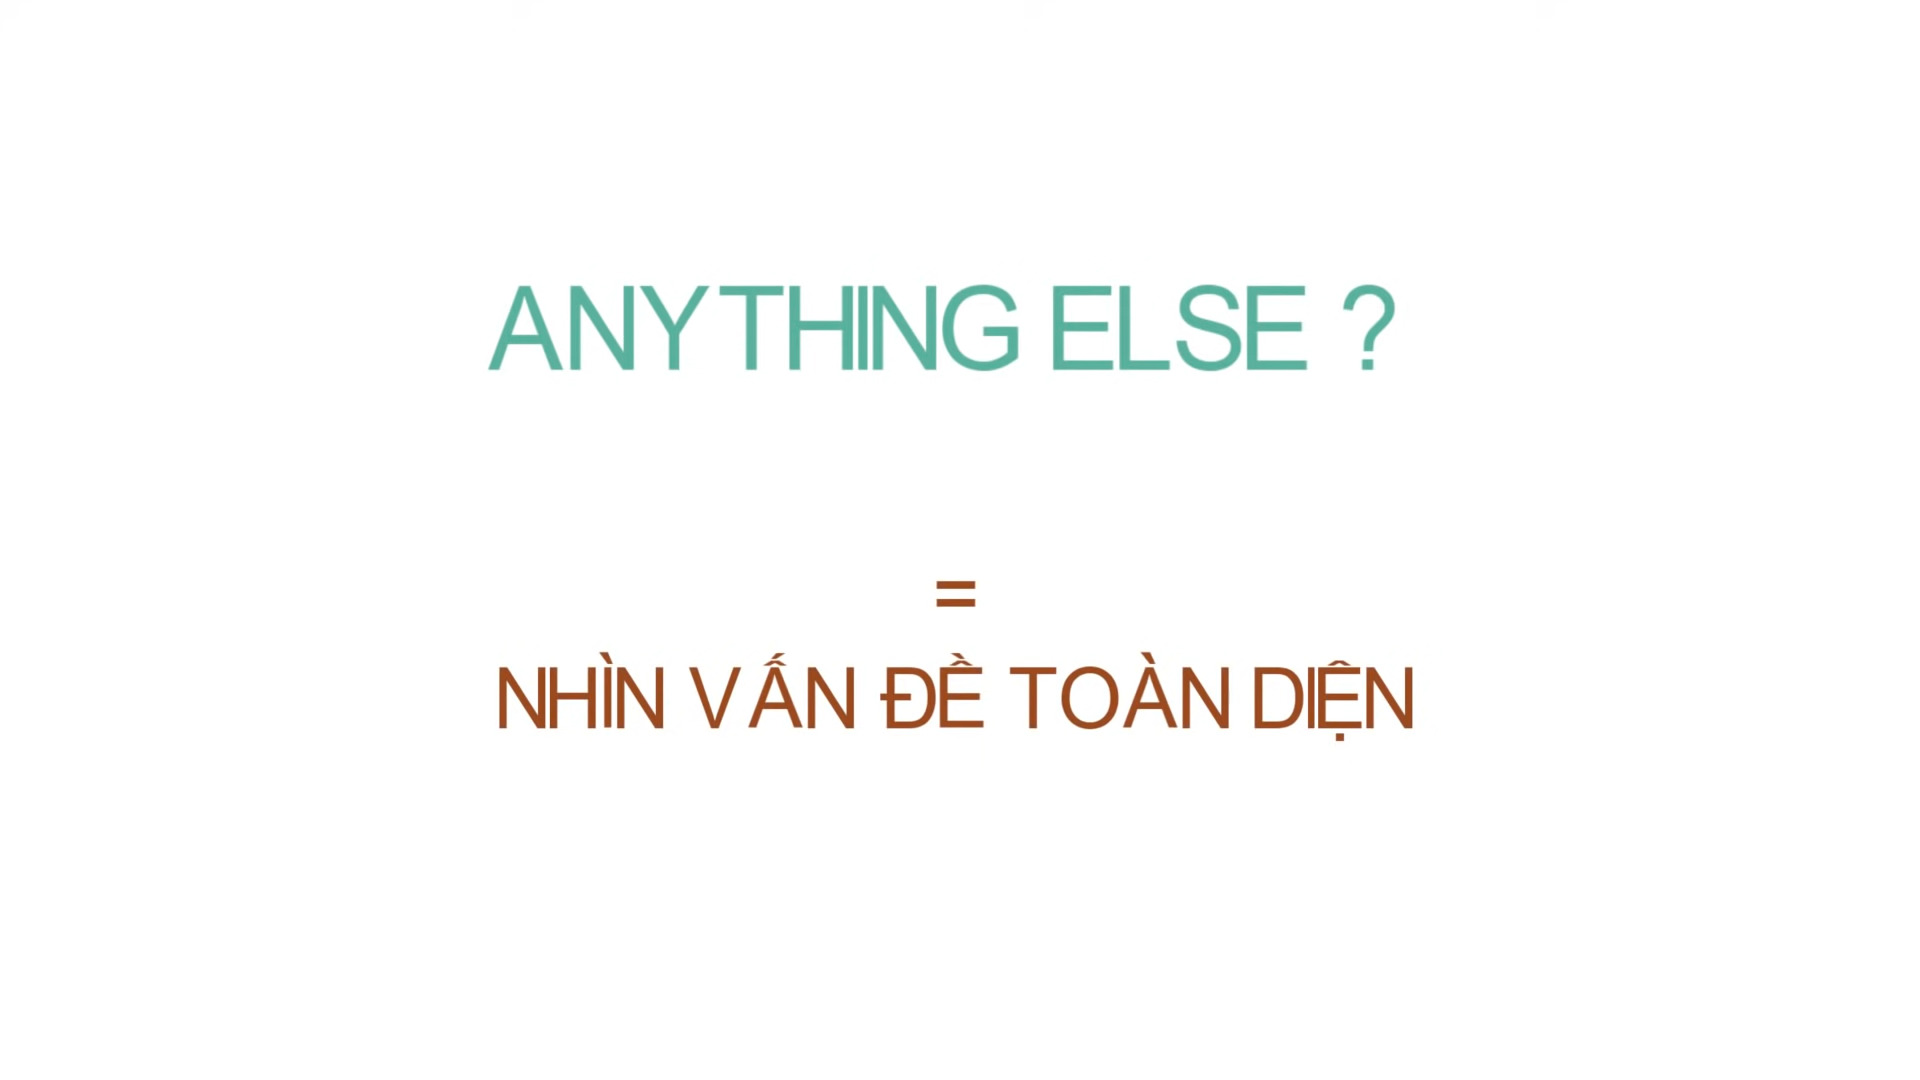 ANYTHING ELSE ?
=
NHÌN VẤN ĐỀ TOÀN DIỆN